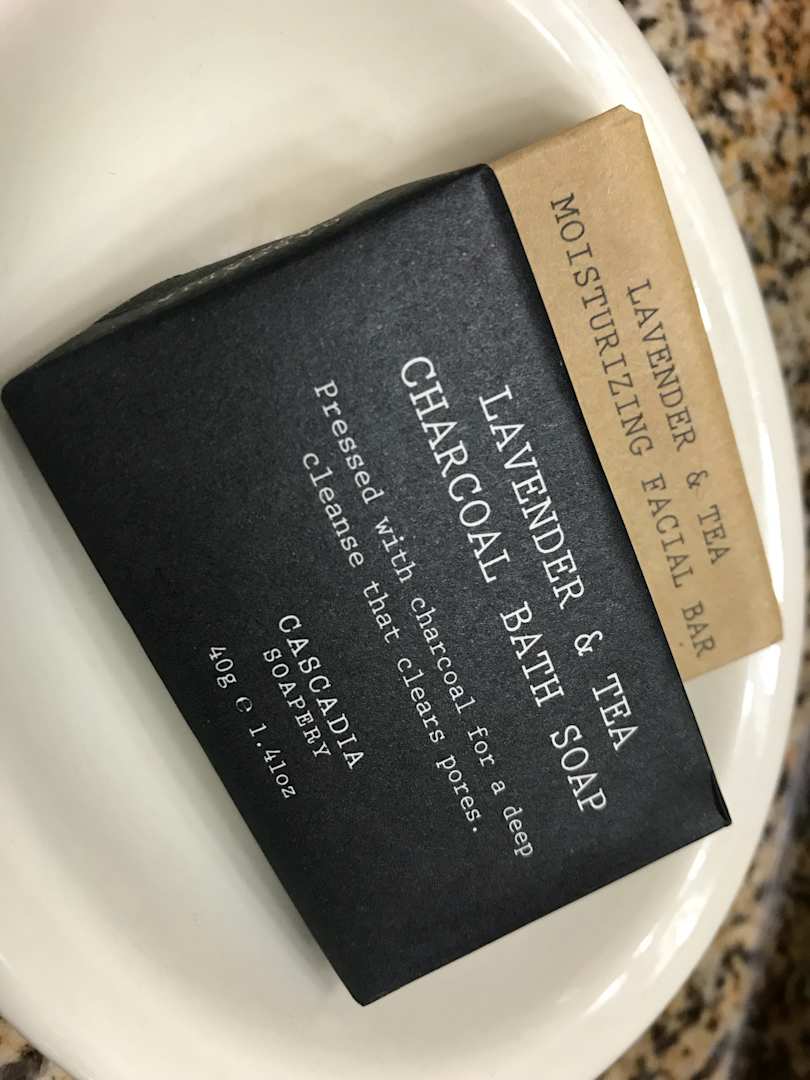 LAVENDER & TEA
MOISTURIZING FACIAL BAR
LAVENDER & TEA
CHARCOAL BATH SOAP
Pressed with charcoal for a deep
cleanse that clears pores.
CASCADIA
SOAPERY
40g e 1.41oz